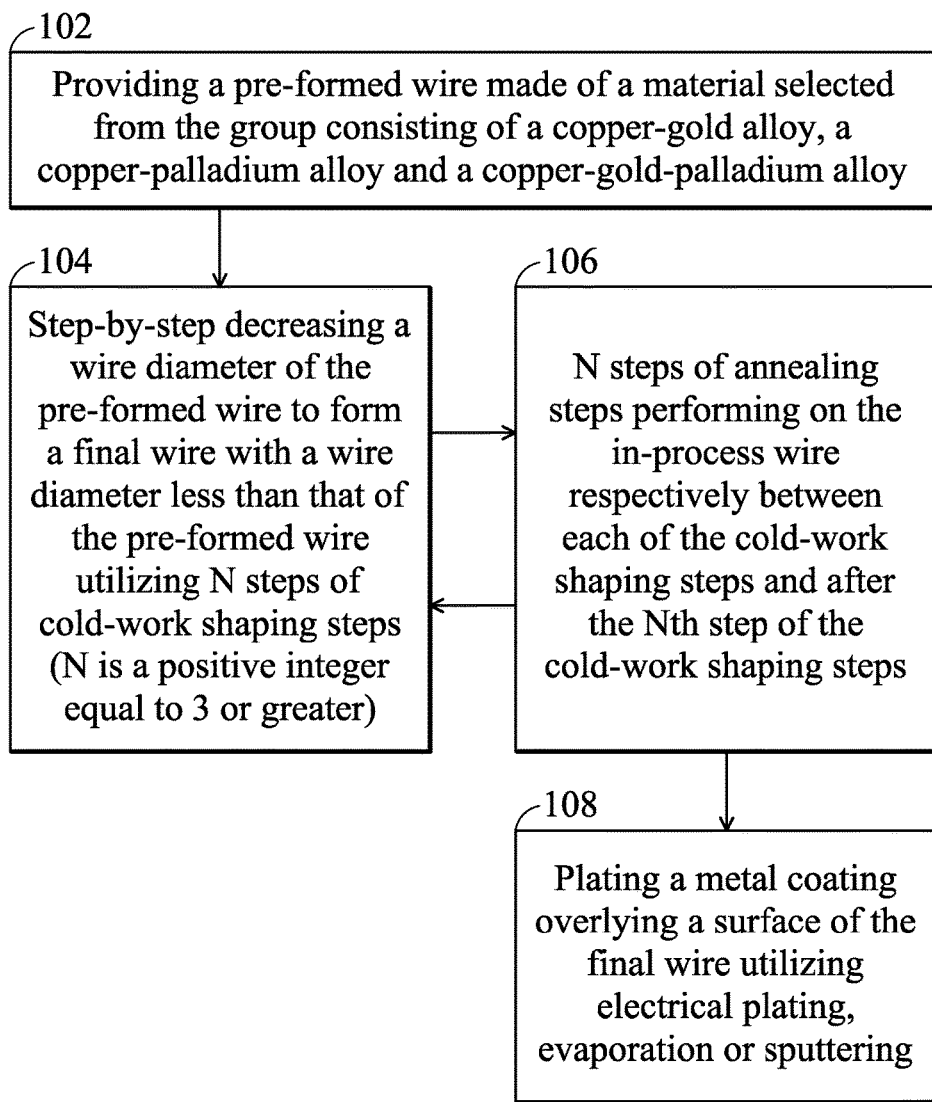 102
Providing a pre-formed wire made of a material selected
from the group consisting of a copper-gold alloy, a
copper-palladium alloy and a copper-gold-palladium alloy
104
Step-by-step decreasing a
wire diameter of the
pre-formed wire to form
a final wire with a wire
diameter less than that of
the pre-formed wire
utilizing N steps of
cold-work shaping steps
(N is a positive integer
equal to 3 or greater)
106
N steps of annealing
steps performing on the
in-process wire
respectively between
each of the cold-work
shaping steps and after
the Nth step of the
cold-work shaping steps
108
Plating a metal coating
overlying a surface of the
final wire utilizing
electrical plating,
evaporation or sputtering